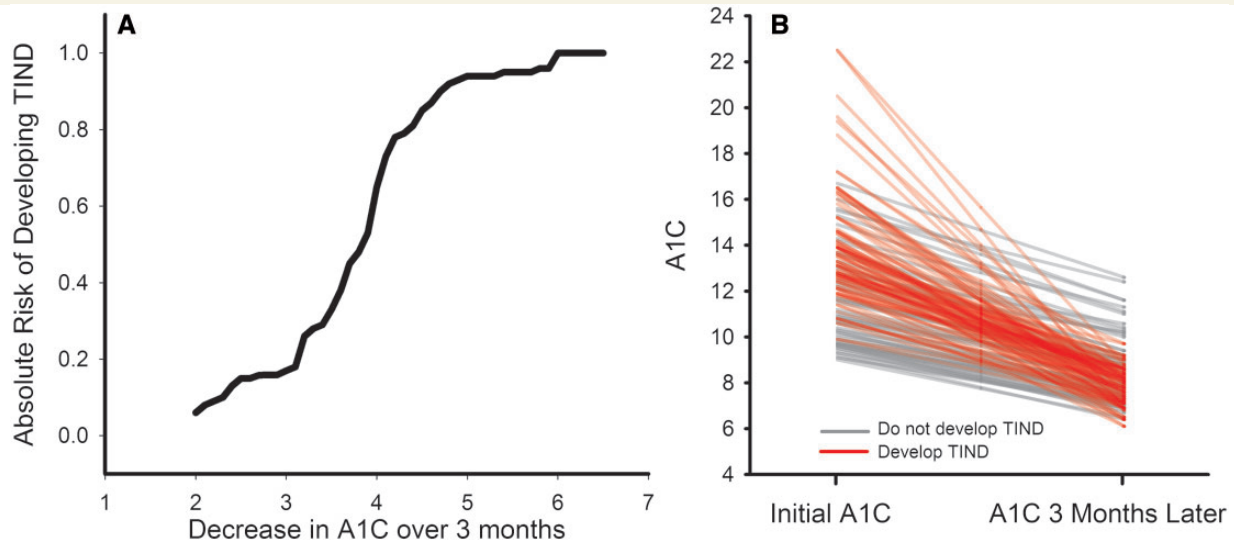 A
Absolute Risk of Developing TIND
1.0
0.8
0.6
0.4
0.2
0.0
1 2 3 4 5 6 7
Decrease in A1C over 3 months
B
A1C
24
22
20
18
16
14
12
10
8
6
4
Do not develop TIND
Develop TIND
Initial A1C A1C 3 Months Later